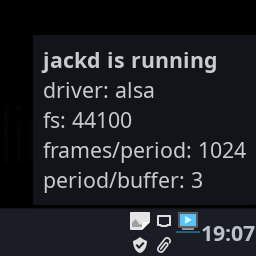 jackd is running
driver: alsa
fs: 44100
frames/period: 1024
period/buffer: 3
19:07